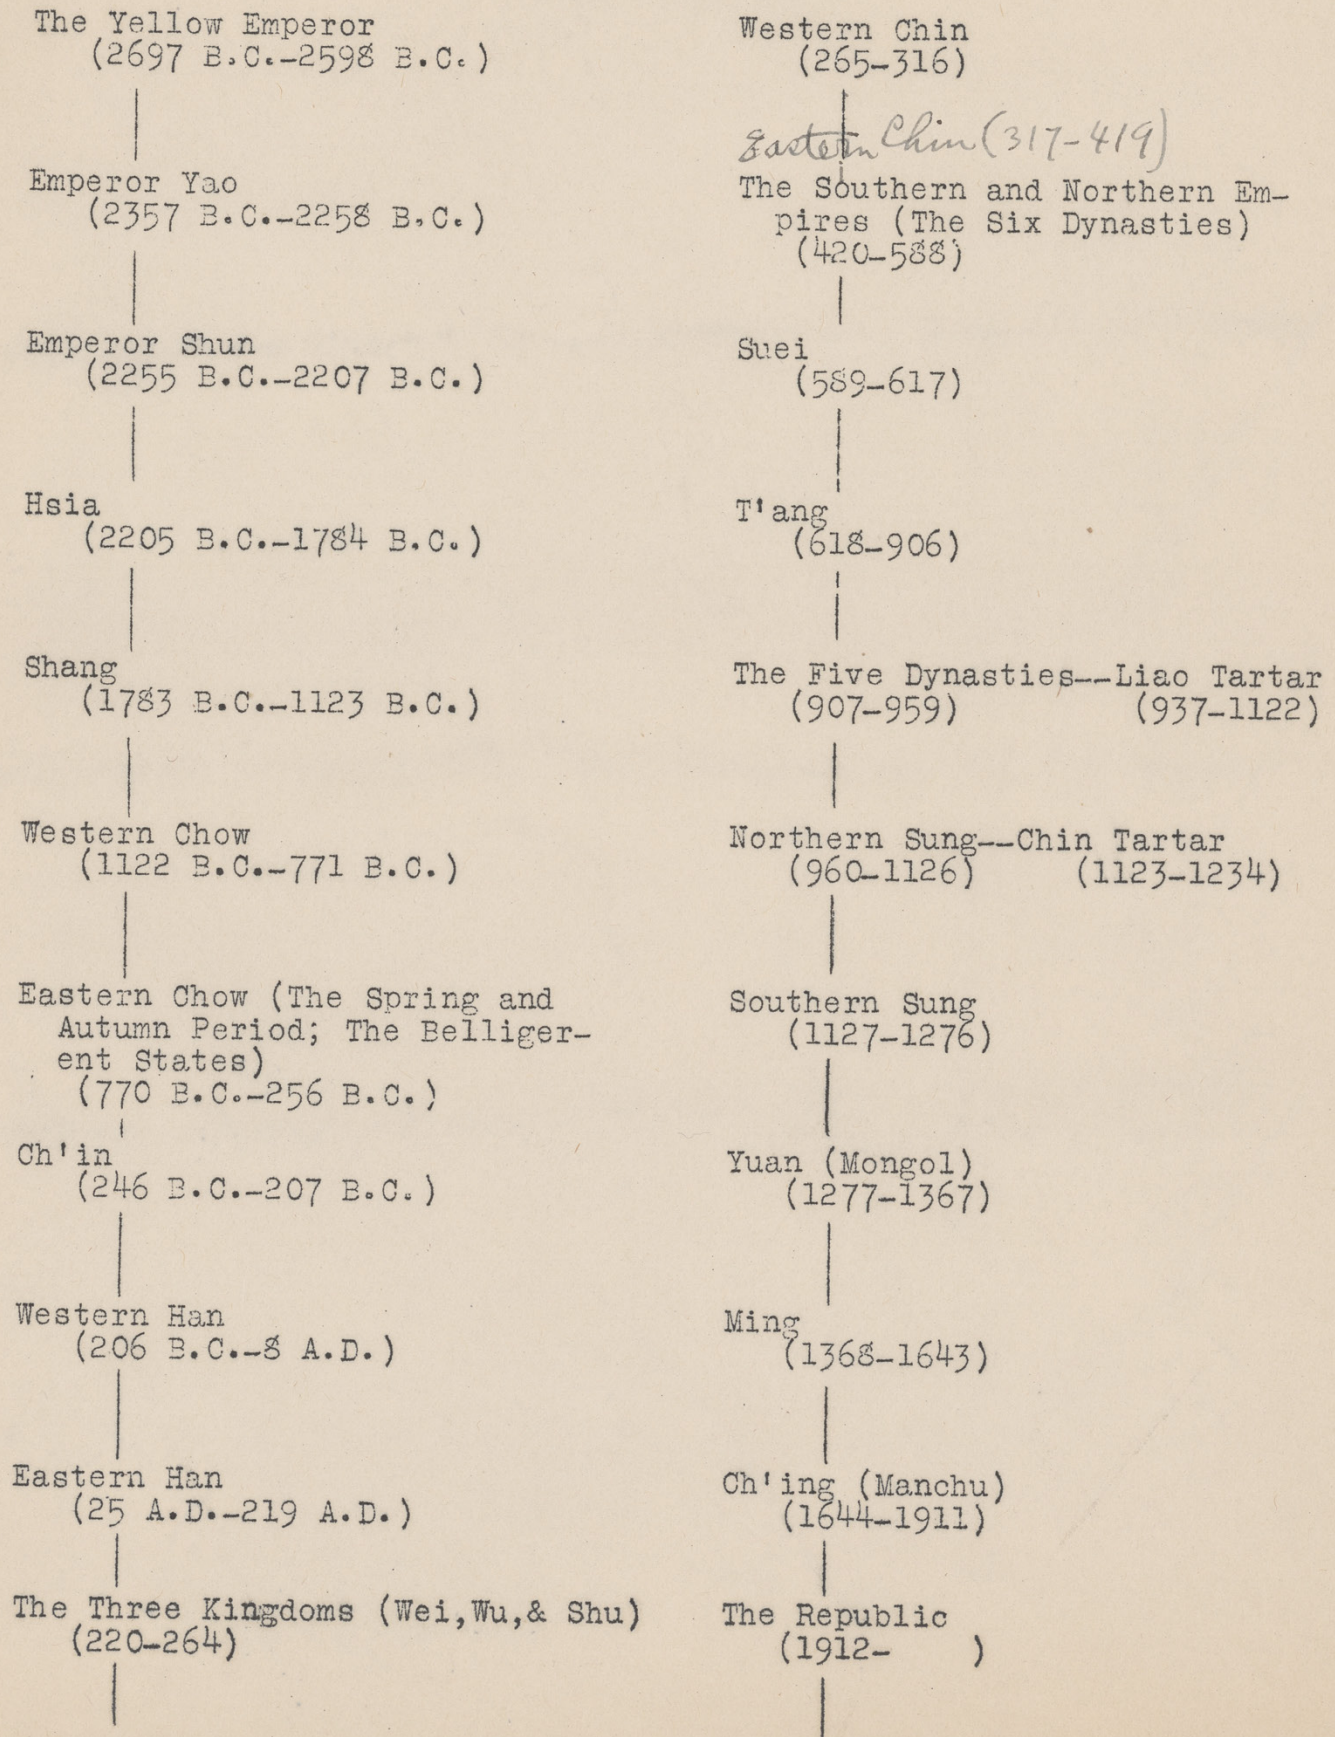 The Yellow Emperor
(2697 B.C.-2598 B.C.)
Emperor Yao
(2357 B.C.-2258 B.C.)
Emperor Shun
(2255 B.C.-2207 B.C.)
Hsia
(2205 B.C.-1784 B.C.)
Shang
(1783 B.C.-1123 B.C.)
Western Chow
(1122 B.C.-771 B.C.)
Eastern Chow (The Spring and
Autumn Period; The Belliger-
ent States)
(770 B.C.-256 B.C.)
Ch'in
(246 B.C.-207 B.C.)
Western Han
(206 B.C.-8 A.D.)
Eastern Han
(25 A.D.-219 A.D.)
The Three Kingdoms (Wei,Wu,& Shu)
(220-264)
Western Chin
(265-316)
Eastern Chin (317-419)
The Southern and Northern Em-
pires (The Six Dynasties)
(420-588)
Suei
(589-617)
T'ang
(618-906)
The Five Dynasties--Liao Tartar
(907-959) (937-1122)
Northern Sung--Chin Tartar
(960-1126) (1123-1234)
Southern Sung
(1127-1276)
Yuan (Mongol)
(1277-1367)
Ming
(1368-1643)
Ch'ing (Manchu)
(1644-1911)
The Republic
(1912- )